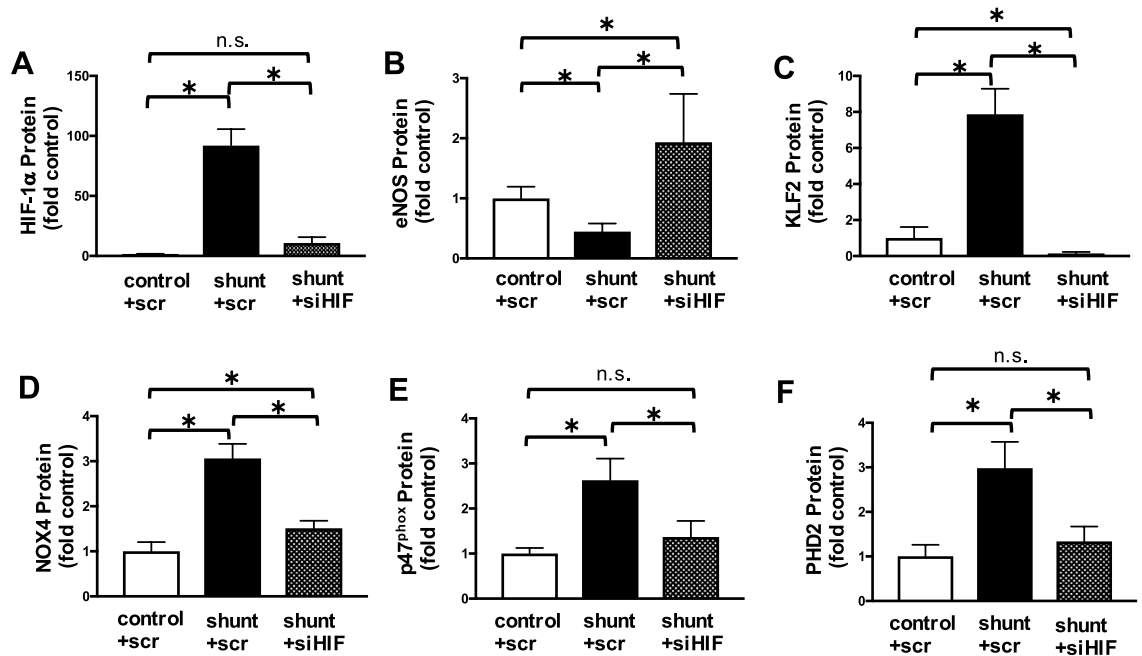 A
n.s.
*
*
HIF-1α Protein
(fold control)
150
100
50
0
control
+scr
shunt
+scr
shunt
+siHIF
B
*
*
*
eNOS Protein
(fold control)
3
2
1
0
control
+scr
shunt
+scr
shunt
+siHIF
C
*
*
*
KLF2 Protein
(fold control)
10
8
6
4
2
0
control
+scr
shunt
+scr
shunt
+siHIF
D
*
*
*
NOX4 Protein
(fold control)
4
3
2
1
0
control
+scr
shunt
+scr
shunt
+siHIF
E
n.s.
*
*
p47phox Protein
(fold control)
4
3
2
1
0
control
+scr
shunt
+scr
shunt
+siHIF
F
n.s.
*
*
PHD2 Protein
(fold control)
4
3
2
1
0
control
+scr
shunt
+scr
shunt
+siHIF